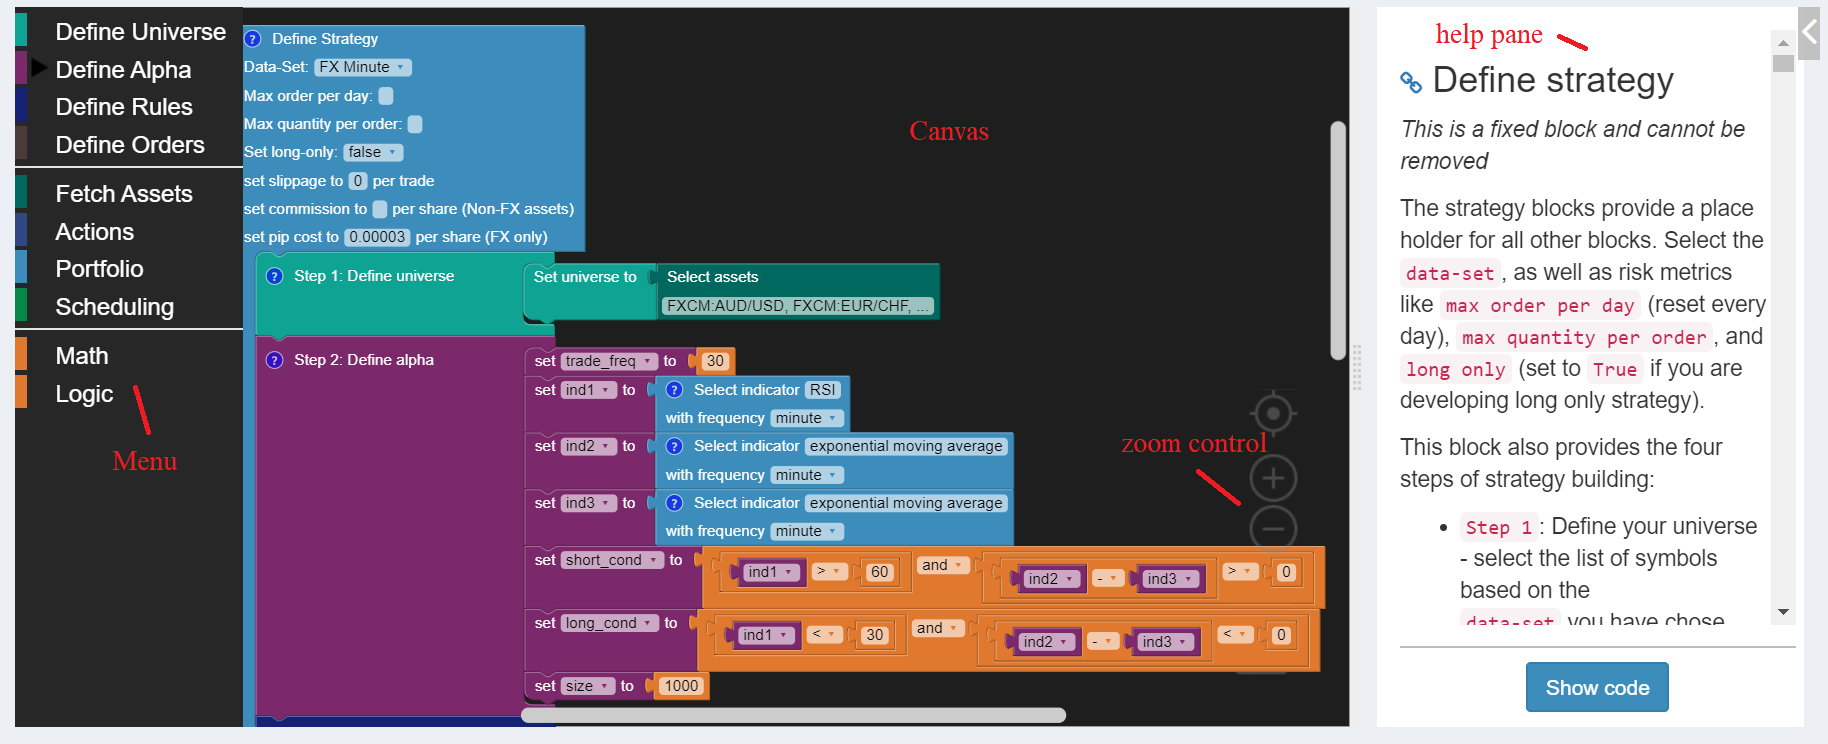 Define Universe
Define Alpha
Define Rules
Define Orders
Fetch Assets
Actions
Portfolio
Scheduling
Math
Logic
Menu
? Define Strategy
Data-Set: FX Minute
Max order per day:
Max quantity per order:
Set long-only: false
set slippage to 0 per trade
set commission to per share (Non-FX assets)
set pip cost to 0.00003 per share (FX only)
? Step 1: Define universe
Set universe to Select assets
FXCM:AUD/USD, FXCM:EUR/CHF, ...
? Step 2: Define alpha
set trade_freq to 30
set ind1 to ? Select indicator RSI
with frequency minute
set ind2 to ? Select indicator exponential moving average
with frequency minute
set ind3 to ? Select indicator exponential moving average
with frequency minute
set short_cond to ind1 > 60 and ind2 - ind3 > 0
set long_cond to ind1 < 30 and ind2 - ind3 < 0
set size to 1000
Canvas
zoom control
help pane
Define strategy
This is a fixed block and cannot be
removed
The strategy blocks provide a place
holder for all other blocks. Select the
data-set, as well as risk metrics
like max order per day (reset every
day), max quantity per order, and
long only (set to True if you are
developing long only strategy).
This block also provides the four
steps of strategy building:
• Step 1: Define your universe
- select the list of symbols
based on the
data-set you have chose
Show code